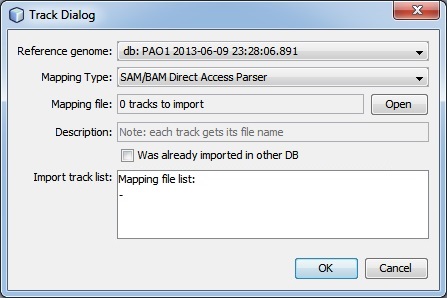 Track Dialog
Reference genome: db: PAO1 2013-06-09 23:28:06.891
Mapping Type: SAM/BAM Direct Access Parser
Mapping file: 0 tracks to import Open
Description: Note: each track gets its file name
Was already imported in other DB
Import track list: Mapping file list:
-
OK Cancel